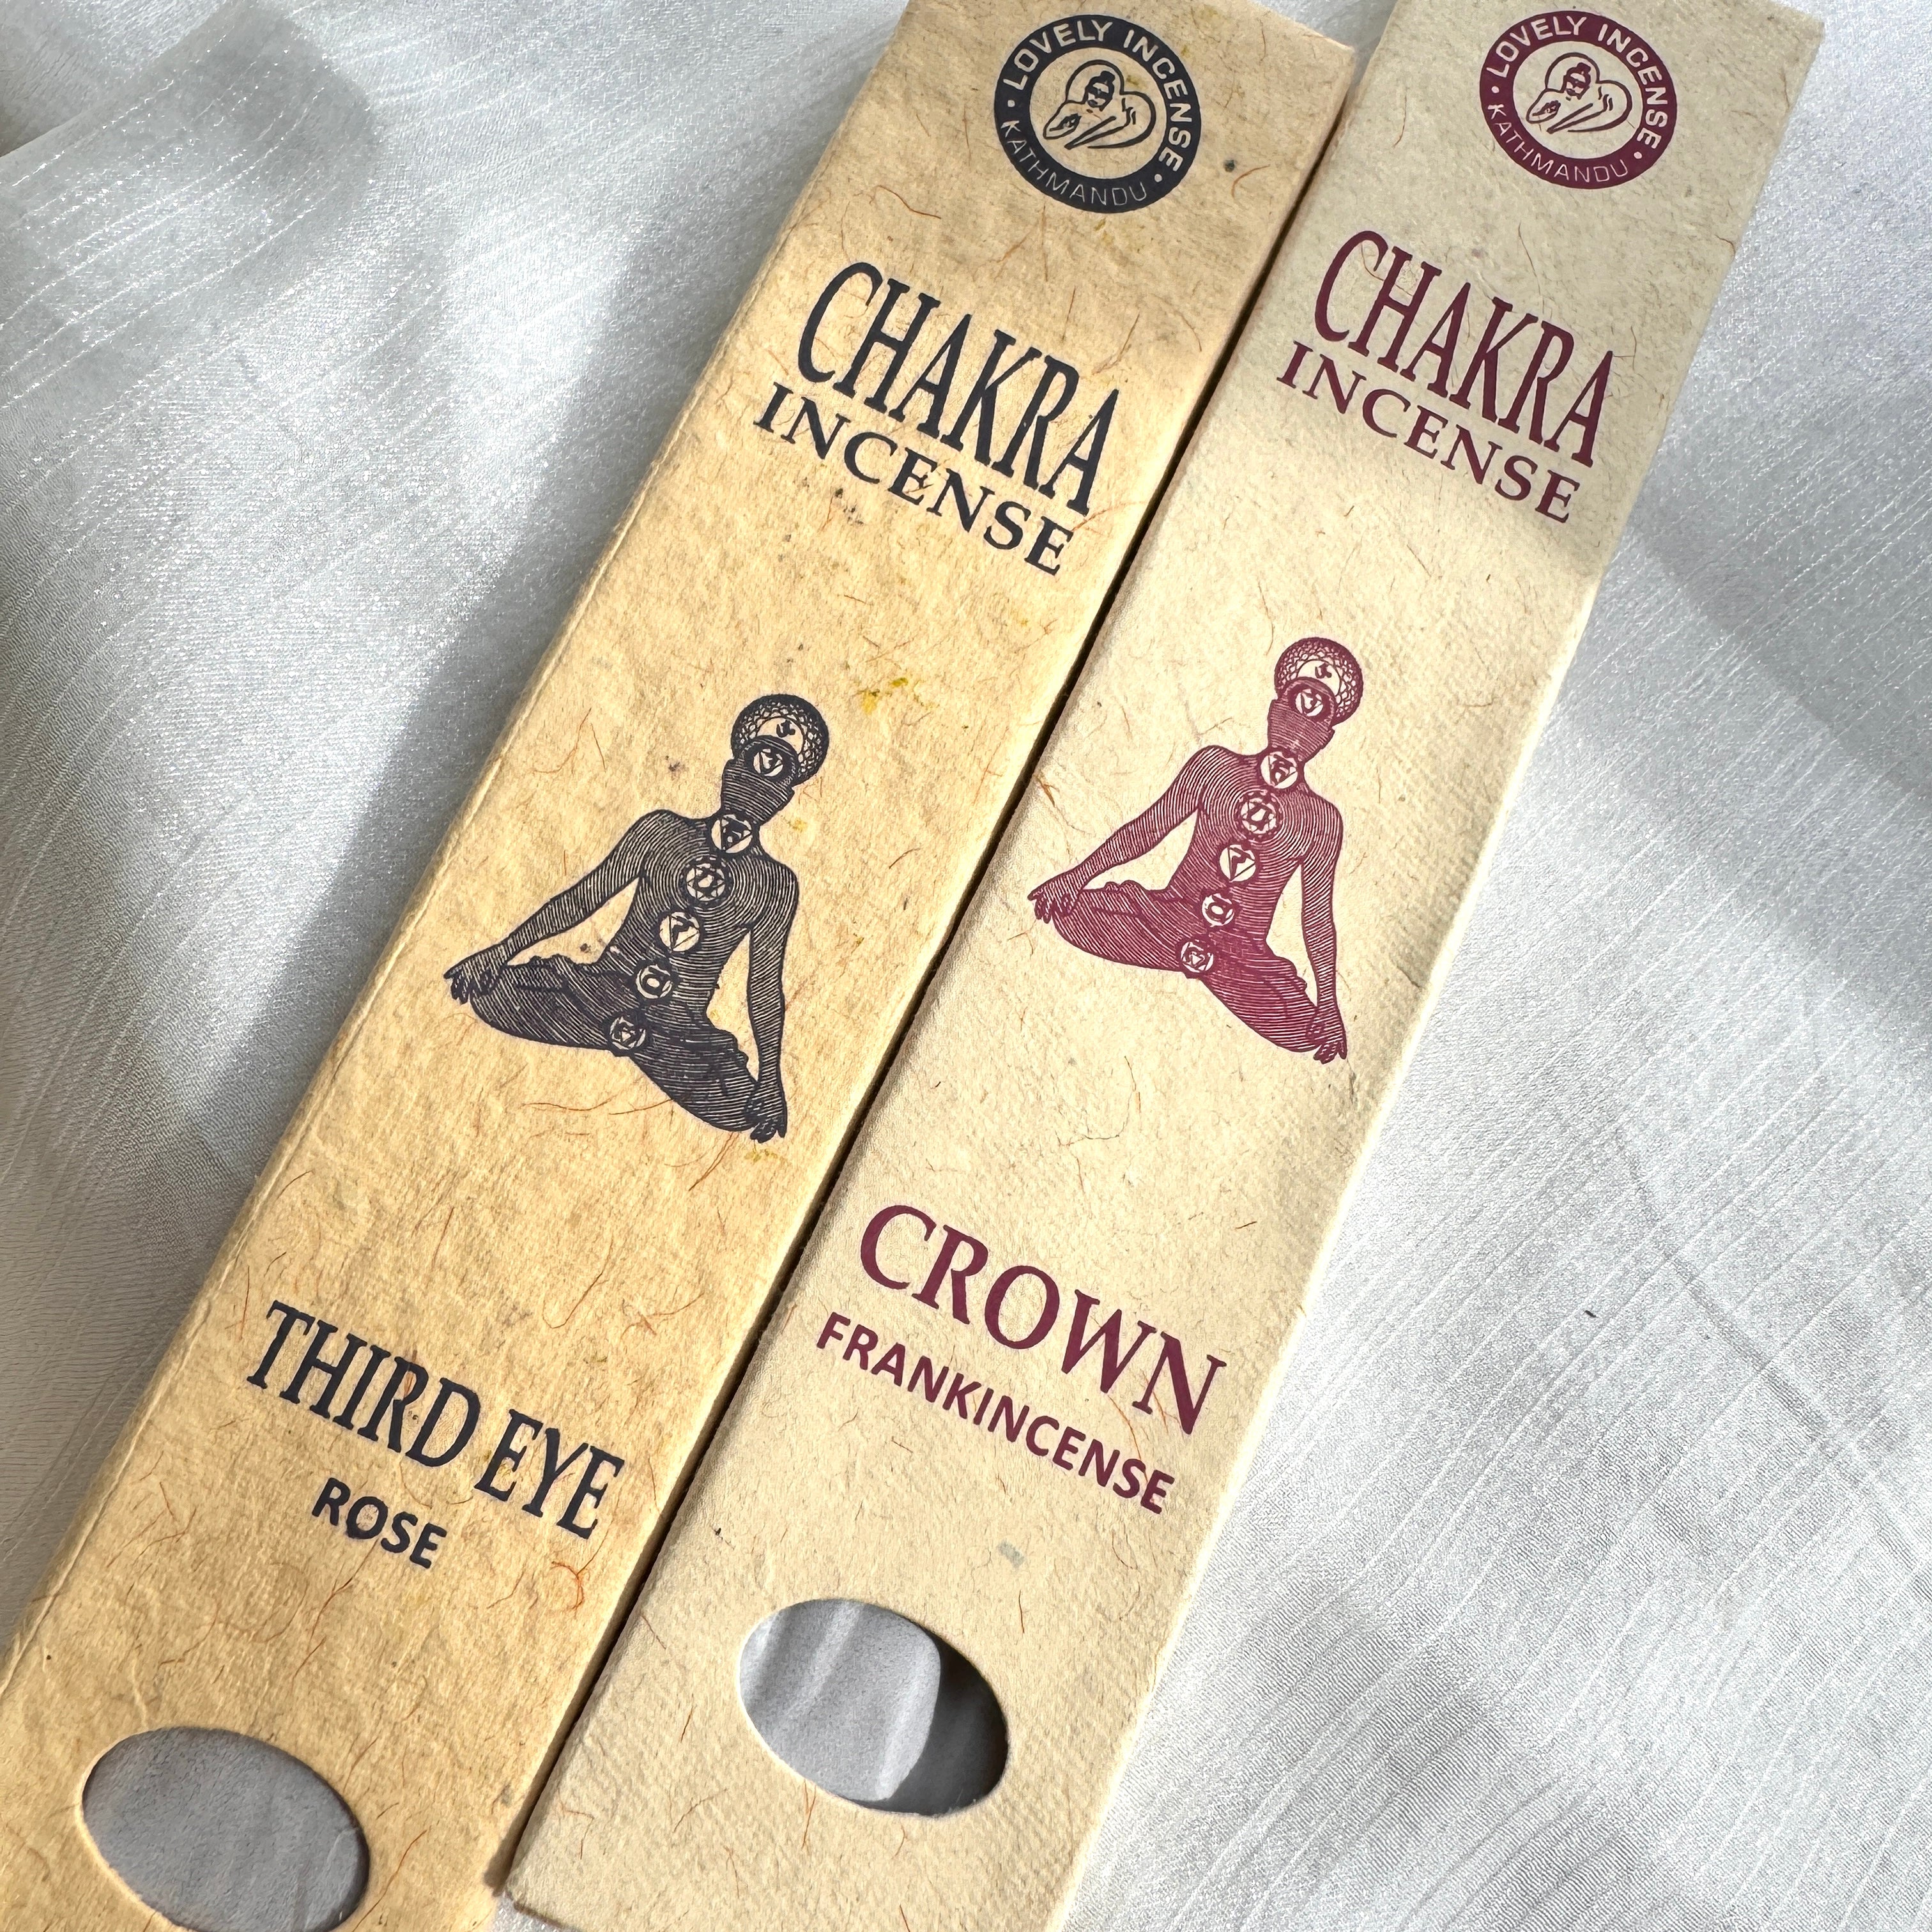 LOVELY INCENSE
KATHMANDU
CHAKRA
INCENSE
THIRD EYE
ROSE
LOVELY INCENSE
KATHMANDU
CHAKRA
INCENSE
CROWN
FRANKINCENSE